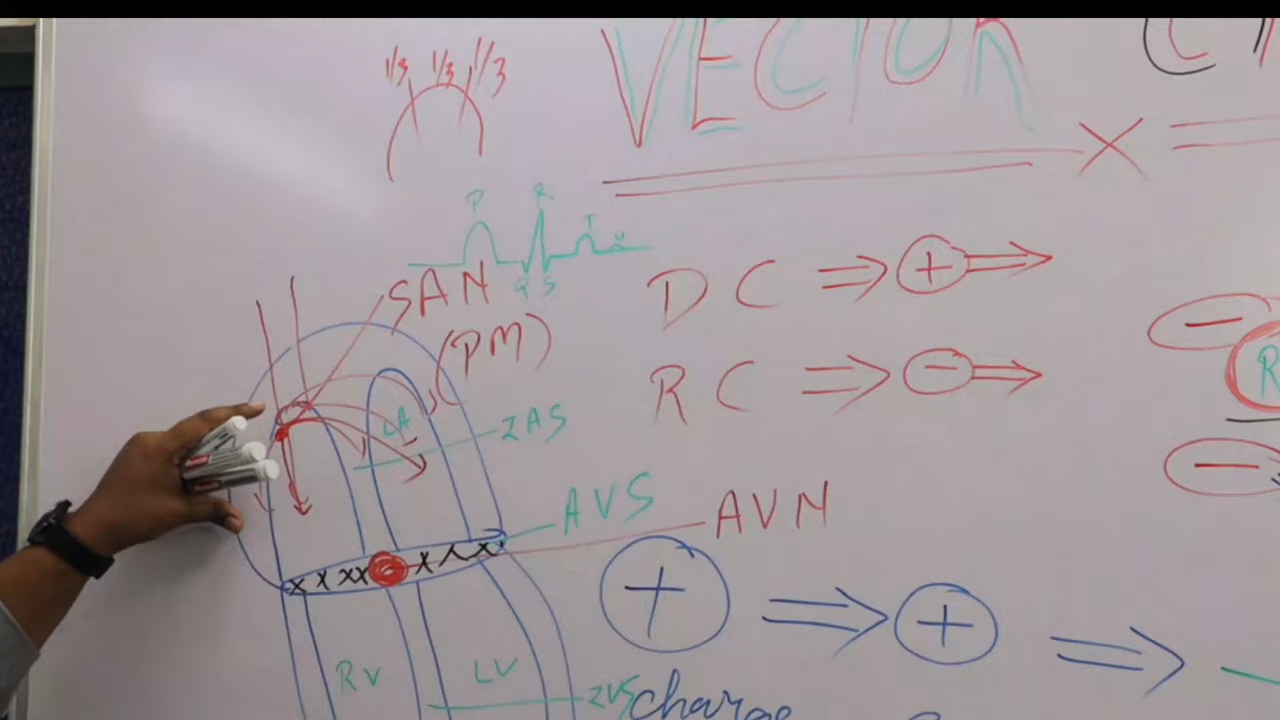 1/3 1/3 1/3
VECTOR
P R T U
Q S
SAN
(PM)
DC ⇒ + ⇒
RC ⇒ - ⇒
-
R
-
LA
IAS
AVS
AVN
x x x x x x x
+ ⇒ + ⇒
RV LV
IVS
charge